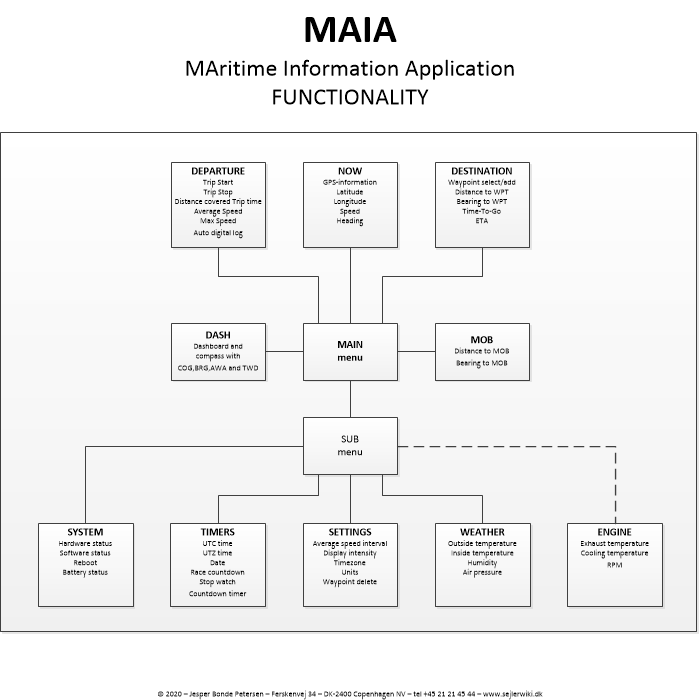 MAIA
MAritime Information Application
FUNCTIONALITY
DEPARTURE
Trip Start
Trip Stop
Distance covered Trip time
Average Speed
Max Speed
Auto digital log
NOW
GPS-information
Latitude
Longitude
Speed
Heading
DESTINATION
Waypoint select/add
Distance to WPT
Bearing to WPT
Time-To-Go
ETA
DASH
Dashboard and
compass with
COG,BRG,AWA and TWD
MAIN
menu
MOB
Distance to MOB
Bearing to MOB
SUB
menu
SYSTEM
Hardware status
Software status
Reboot
Battery status
TIMERS
UTC time
UTZ time
Date
Race countdown
Stop watch
Countdown timer
SETTINGS
Average speed interval
Display intensity
Timezone
Units
Waypoint delete
WEATHER
Outside temperature
Inside temperature
Humidity
Air pressure
ENGINE
Exhaust temperature
Cooling temperature
RPM
© 2020 – Jesper Bonde Petersen – Ferskenvej 34 – DK-2400 Copenhagen NV – tel +45 21 21 45 44 – www.sejlerwiki.dk